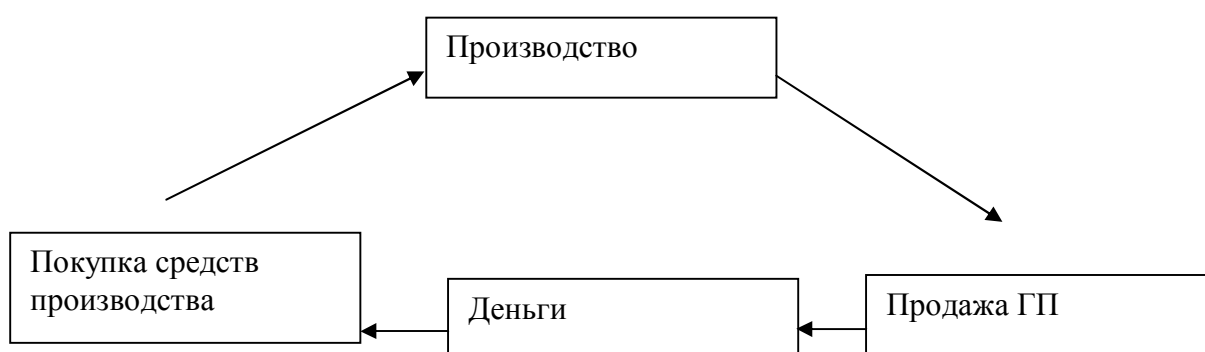 Производство
Покупка средств
производства
Деньги
Продажа ГП